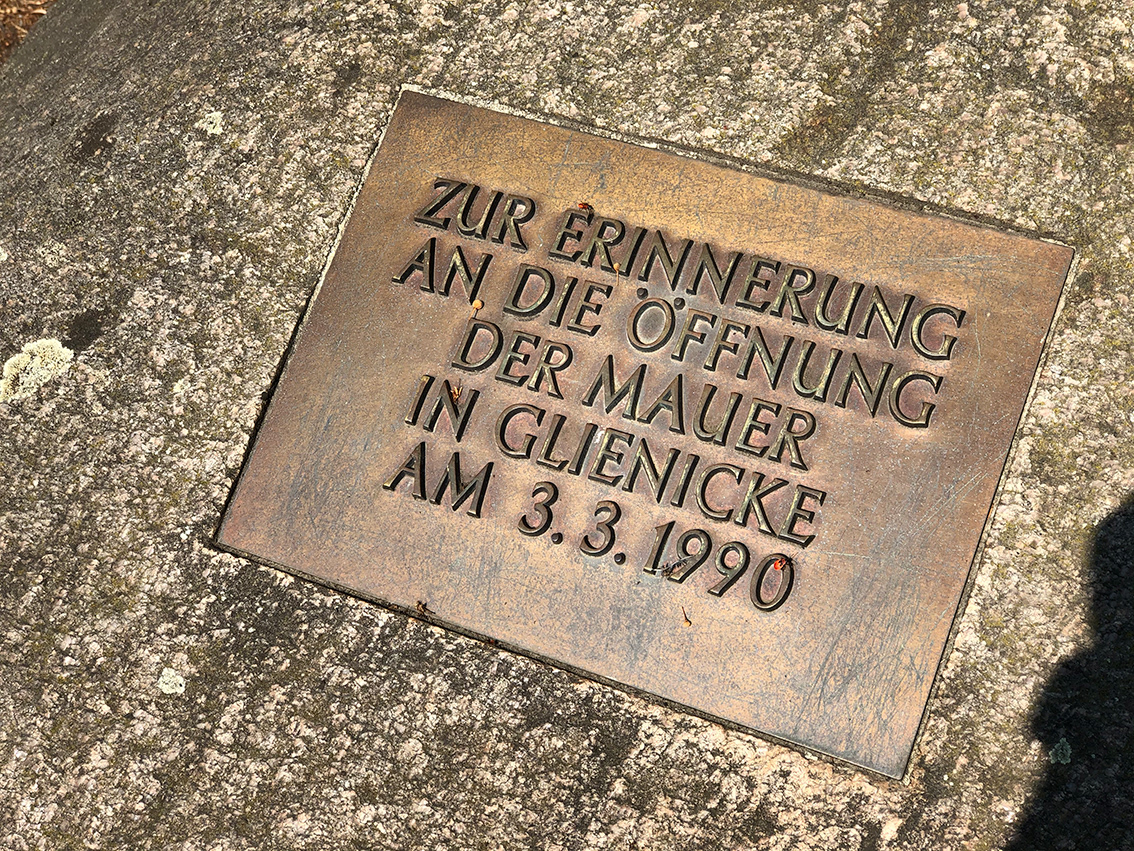 ZUR ERINNERUNG
AN DIE ÖFFNUNG
DER MAUER
IN GLIENICKE
AM 3. 3. 1990